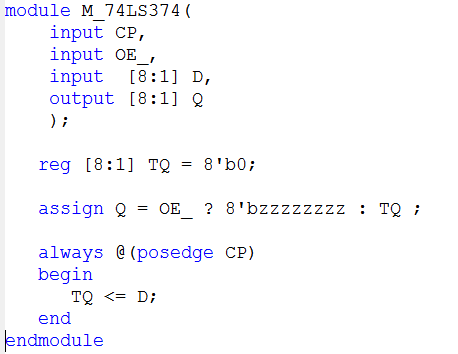 module M_74LS374(
input CP,
input OE_,
input  [8:1] D,
output [8:1] Q
);
reg [8:1] TQ = 8'b0;
assign Q = OE_ ? 8'bzzzzzzzz : TQ ;
always @(posedge CP)
begin
TQ <= D;
end
endmodule